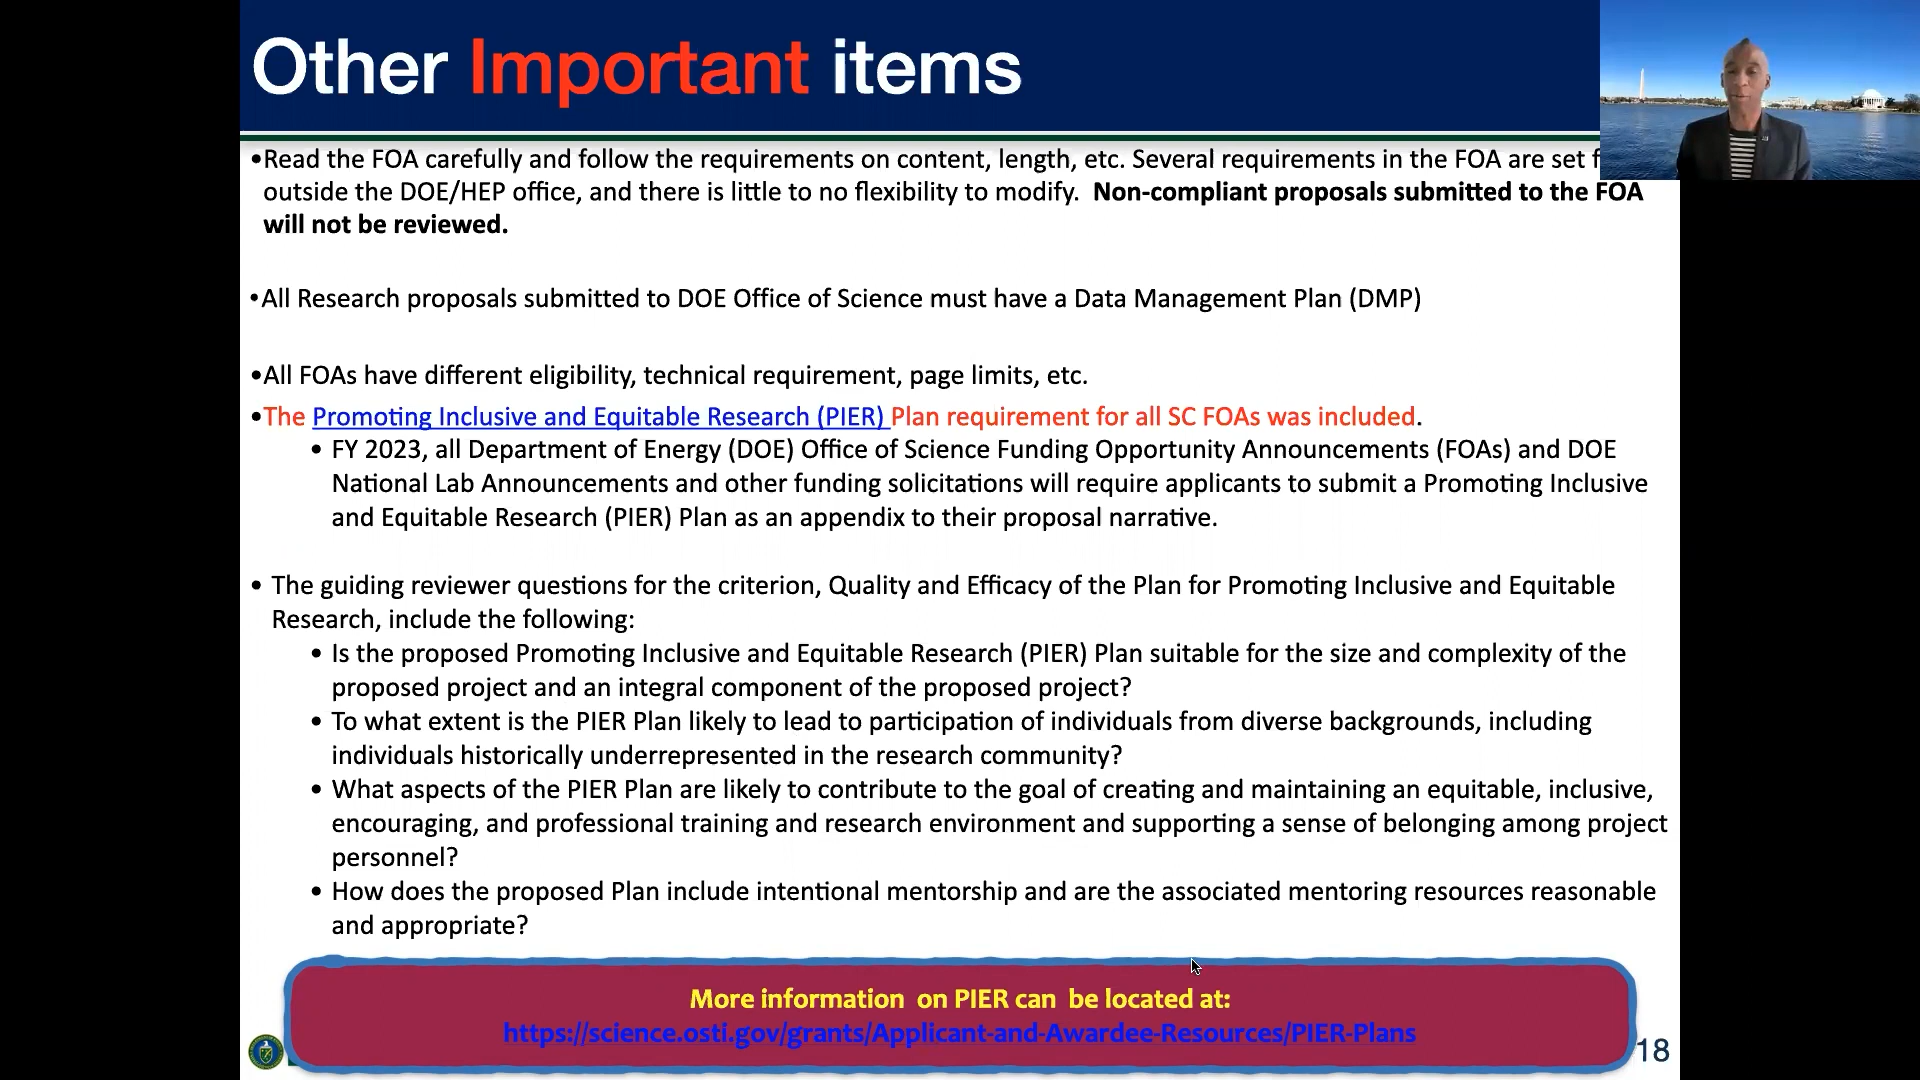 Other Important items
•Read the FOA carefully and follow the requirements on content, length, etc. Several requirements in the FOA are set
outside the DOE/HEP office, and there is little to no flexibility to modify. Non-compliant proposals submitted to the FOA
will not be reviewed.
•All Research proposals submitted to DOE Office of Science must have a Data Management Plan (DMP)
•All FOAs have different eligibility, technical requirement, page limits, etc.
•The Promoting Inclusive and Equitable Research (PIER) Plan requirement for all SC FOAs was included.
• FY 2023, all Department of Energy (DOE) Office of Science Funding Opportunity Announcements (FOAs) and DOE
National Lab Announcements and other funding solicitations will require applicants to submit a Promoting Inclusive
and Equitable Research (PIER) Plan as an appendix to their proposal narrative.
• The guiding reviewer questions for the criterion, Quality and Efficacy of the Plan for Promoting Inclusive and Equitable
Research, include the following:
• Is the proposed Promoting Inclusive and Equitable Research (PIER) Plan suitable for the size and complexity of the
proposed project and an integral component of the proposed project?
• To what extent is the PIER Plan likely to lead to participation of individuals from diverse backgrounds, including
individuals historically underrepresented in the research community?
• What aspects of the PIER Plan are likely to contribute to the goal of creating and maintaining an equitable, inclusive,
encouraging, and professional training and research environment and supporting a sense of belonging among project
personnel?
• How does the proposed Plan include intentional mentorship and are the associated mentoring resources reasonable
and appropriate?
More information on PIER can be located at:
https://science.osti.gov/grants/Applicant-and-Awardee-Resources/PIER-Plans
18